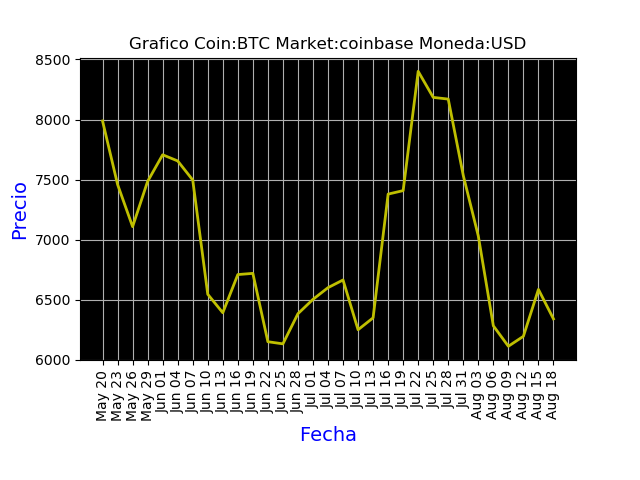 Grafico Coin:BTC Market:coinbase Moneda:USD
8500
8000
7500
7000
6500
6000
Precio
May 20
May 23
May 26
May 29
Jun 01
Jun 04
Jun 07
Jun 10
Jun 13
Jun 16
Jun 19
Jun 22
Jun 25
Jun 28
Jul 01
Jul 04
Jul 07
Jul 10
Jul 13
Jul 16
Jul 19
Jul 22
Jul 25
Jul 28
Jul 31
Aug 03
Aug 06
Aug 09
Aug 12
Aug 15
Aug 18
Fecha